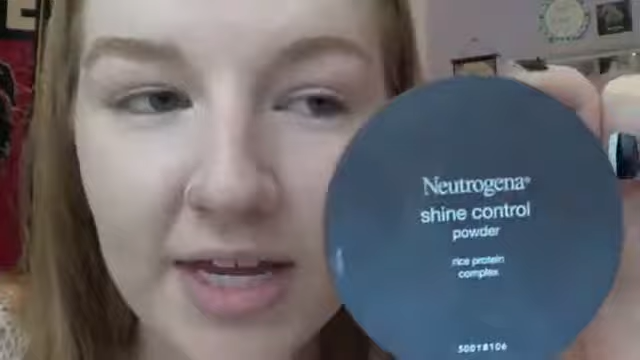 E
Neutrogena®
shine control
powder
rice protein
complex
50018106